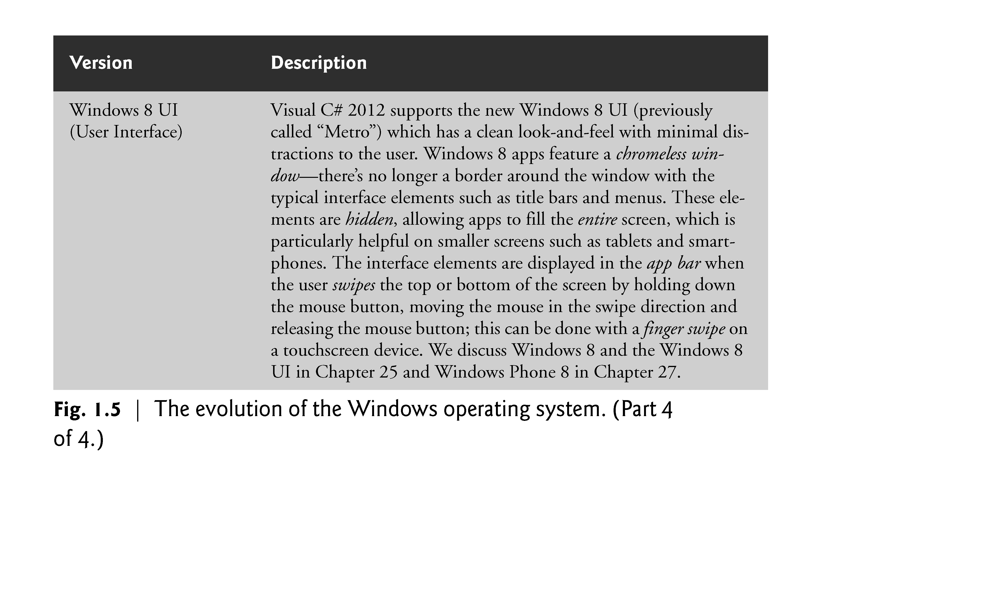 Version Description
Windows 8 UI
(User Interface)
Visual C# 2012 supports the new Windows 8 UI (previously
called “Metro”) which has a clean look-and-feel with minimal dis-
tractions to the user. Windows 8 apps feature a chromeless win-
dow—there’s no longer a border around the window with the
typical interface elements such as title bars and menus. These ele-
ments are hidden, allowing apps to fill the entire screen, which is
particularly helpful on smaller screens such as tablets and smart-
phones. The interface elements are displayed in the app bar when
the user swipes the top or bottom of the screen by holding down
the mouse button, moving the mouse in the swipe direction and
releasing the mouse button; this can be done with a finger swipe on
a touchscreen device. We discuss Windows 8 and the Windows 8
UI in Chapter 25 and Windows Phone 8 in Chapter 27.
Fig. 1.5 | The evolution of the Windows operating system. (Part 4
of 4.)